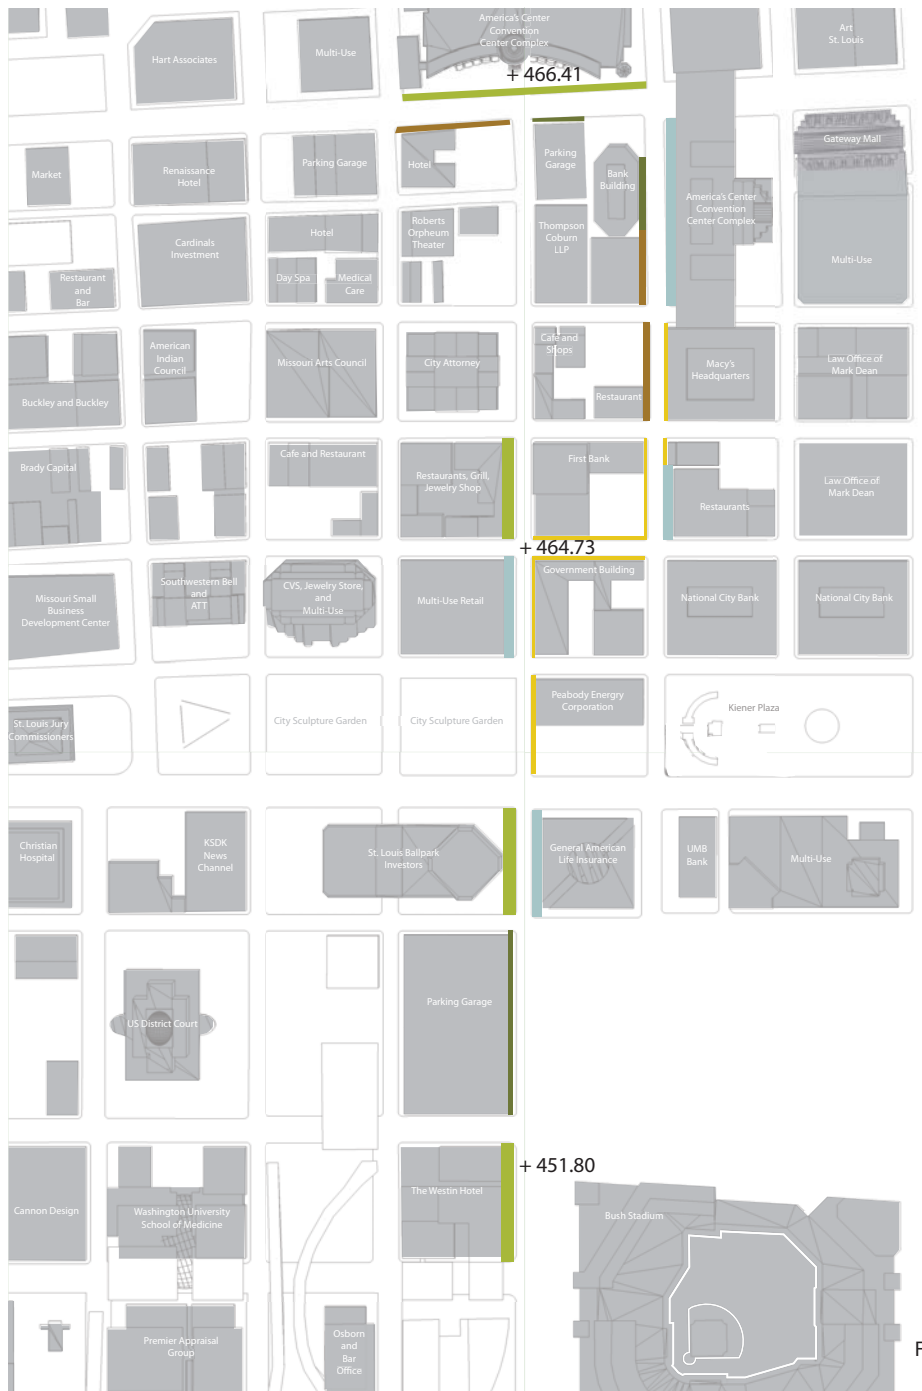 America's Center
Convention
Center Complex
Art
St. Louis
Hart Associates
Multi-Use
+ 466.41
Gateway Mall
Market
Renaissance
Hotel
Parking Garage
Hotel
Parking
Garage
Bank
Building
America's Center
Convention
Center Complex
Cardinals
Investment
Hotel
Roberts
Orpheum
Theater
Thompson
Coburn
LLP
Multi-Use
Restaurant
and
Bar
Day Spa
Medical
Care
American
Indian
Council
Missouri Arts Council
City Attorney
Cafe and
Shops
Macy's
Headquarters
Law Office of
Mark Dean
Buckley and Buckley
Restaurant
Brady Capital
Cafe and Restaurant
Restaurants, Grill,
Jewelry Shop
First Bank
Restaurants
Law Office of
Mark Dean
+ 464.73
Missouri Small
Business
Development Center
Southwestern Bell
and
ATT
CVS, Jewelry Store,
and
Multi-Use
Multi-Use Retail
Government Building
National City Bank
National City Bank
St. Louis Jury
Commissioners
City Sculpture Garden
City Sculpture Garden
Peabody Energry
Corporation
Kiener Plaza
Christian
Hospital
KSDK
News
Channel
St. Louis Ballpark
Investors
General American
Life Insurance
UMB
Bank
Multi-Use
US District Court
Parking Garage
+ 451.80
Cannon Design
Washington University
School of Medicine
The Westin Hotel
Bush Stadium
Premier Appraisal
Group
Osborn
and
Bar
Office
F